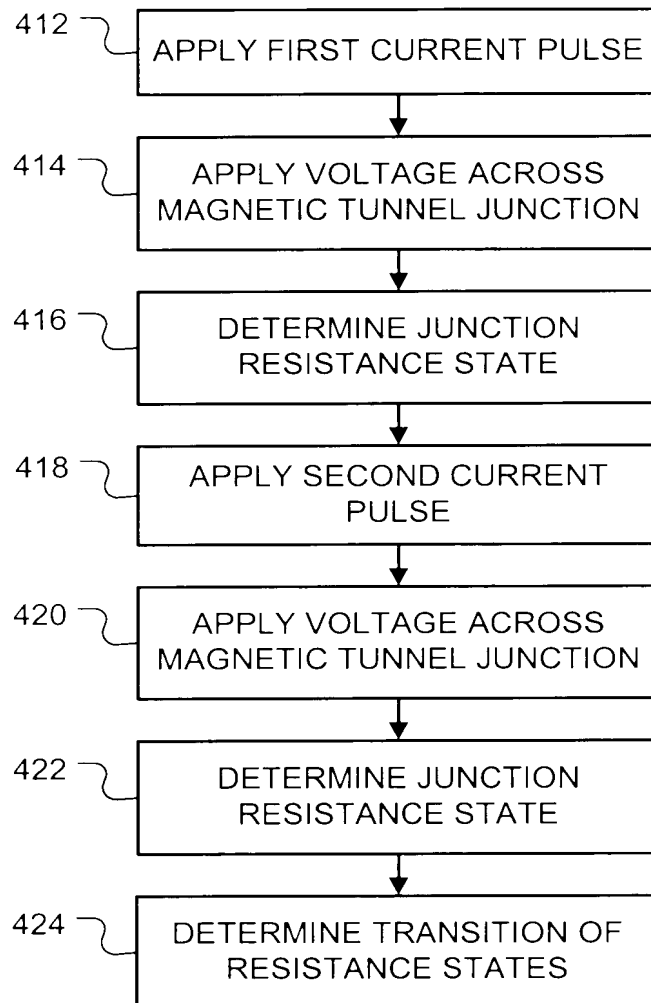 412
APPLY FIRST CURRENT PULSE
414
APPLY VOLTAGE ACROSS
MAGNETIC TUNNEL JUNCTION
416
DETERMINE JUNCTION
RESISTANCE STATE
418
APPLY SECOND CURRENT
PULSE
420
APPLY VOLTAGE ACROSS
MAGNETIC TUNNEL JUNCTION
422
DETERMINE JUNCTION
RESISTANCE STATE
424
DETERMINE TRANSITION OF
RESISTANCE STATES